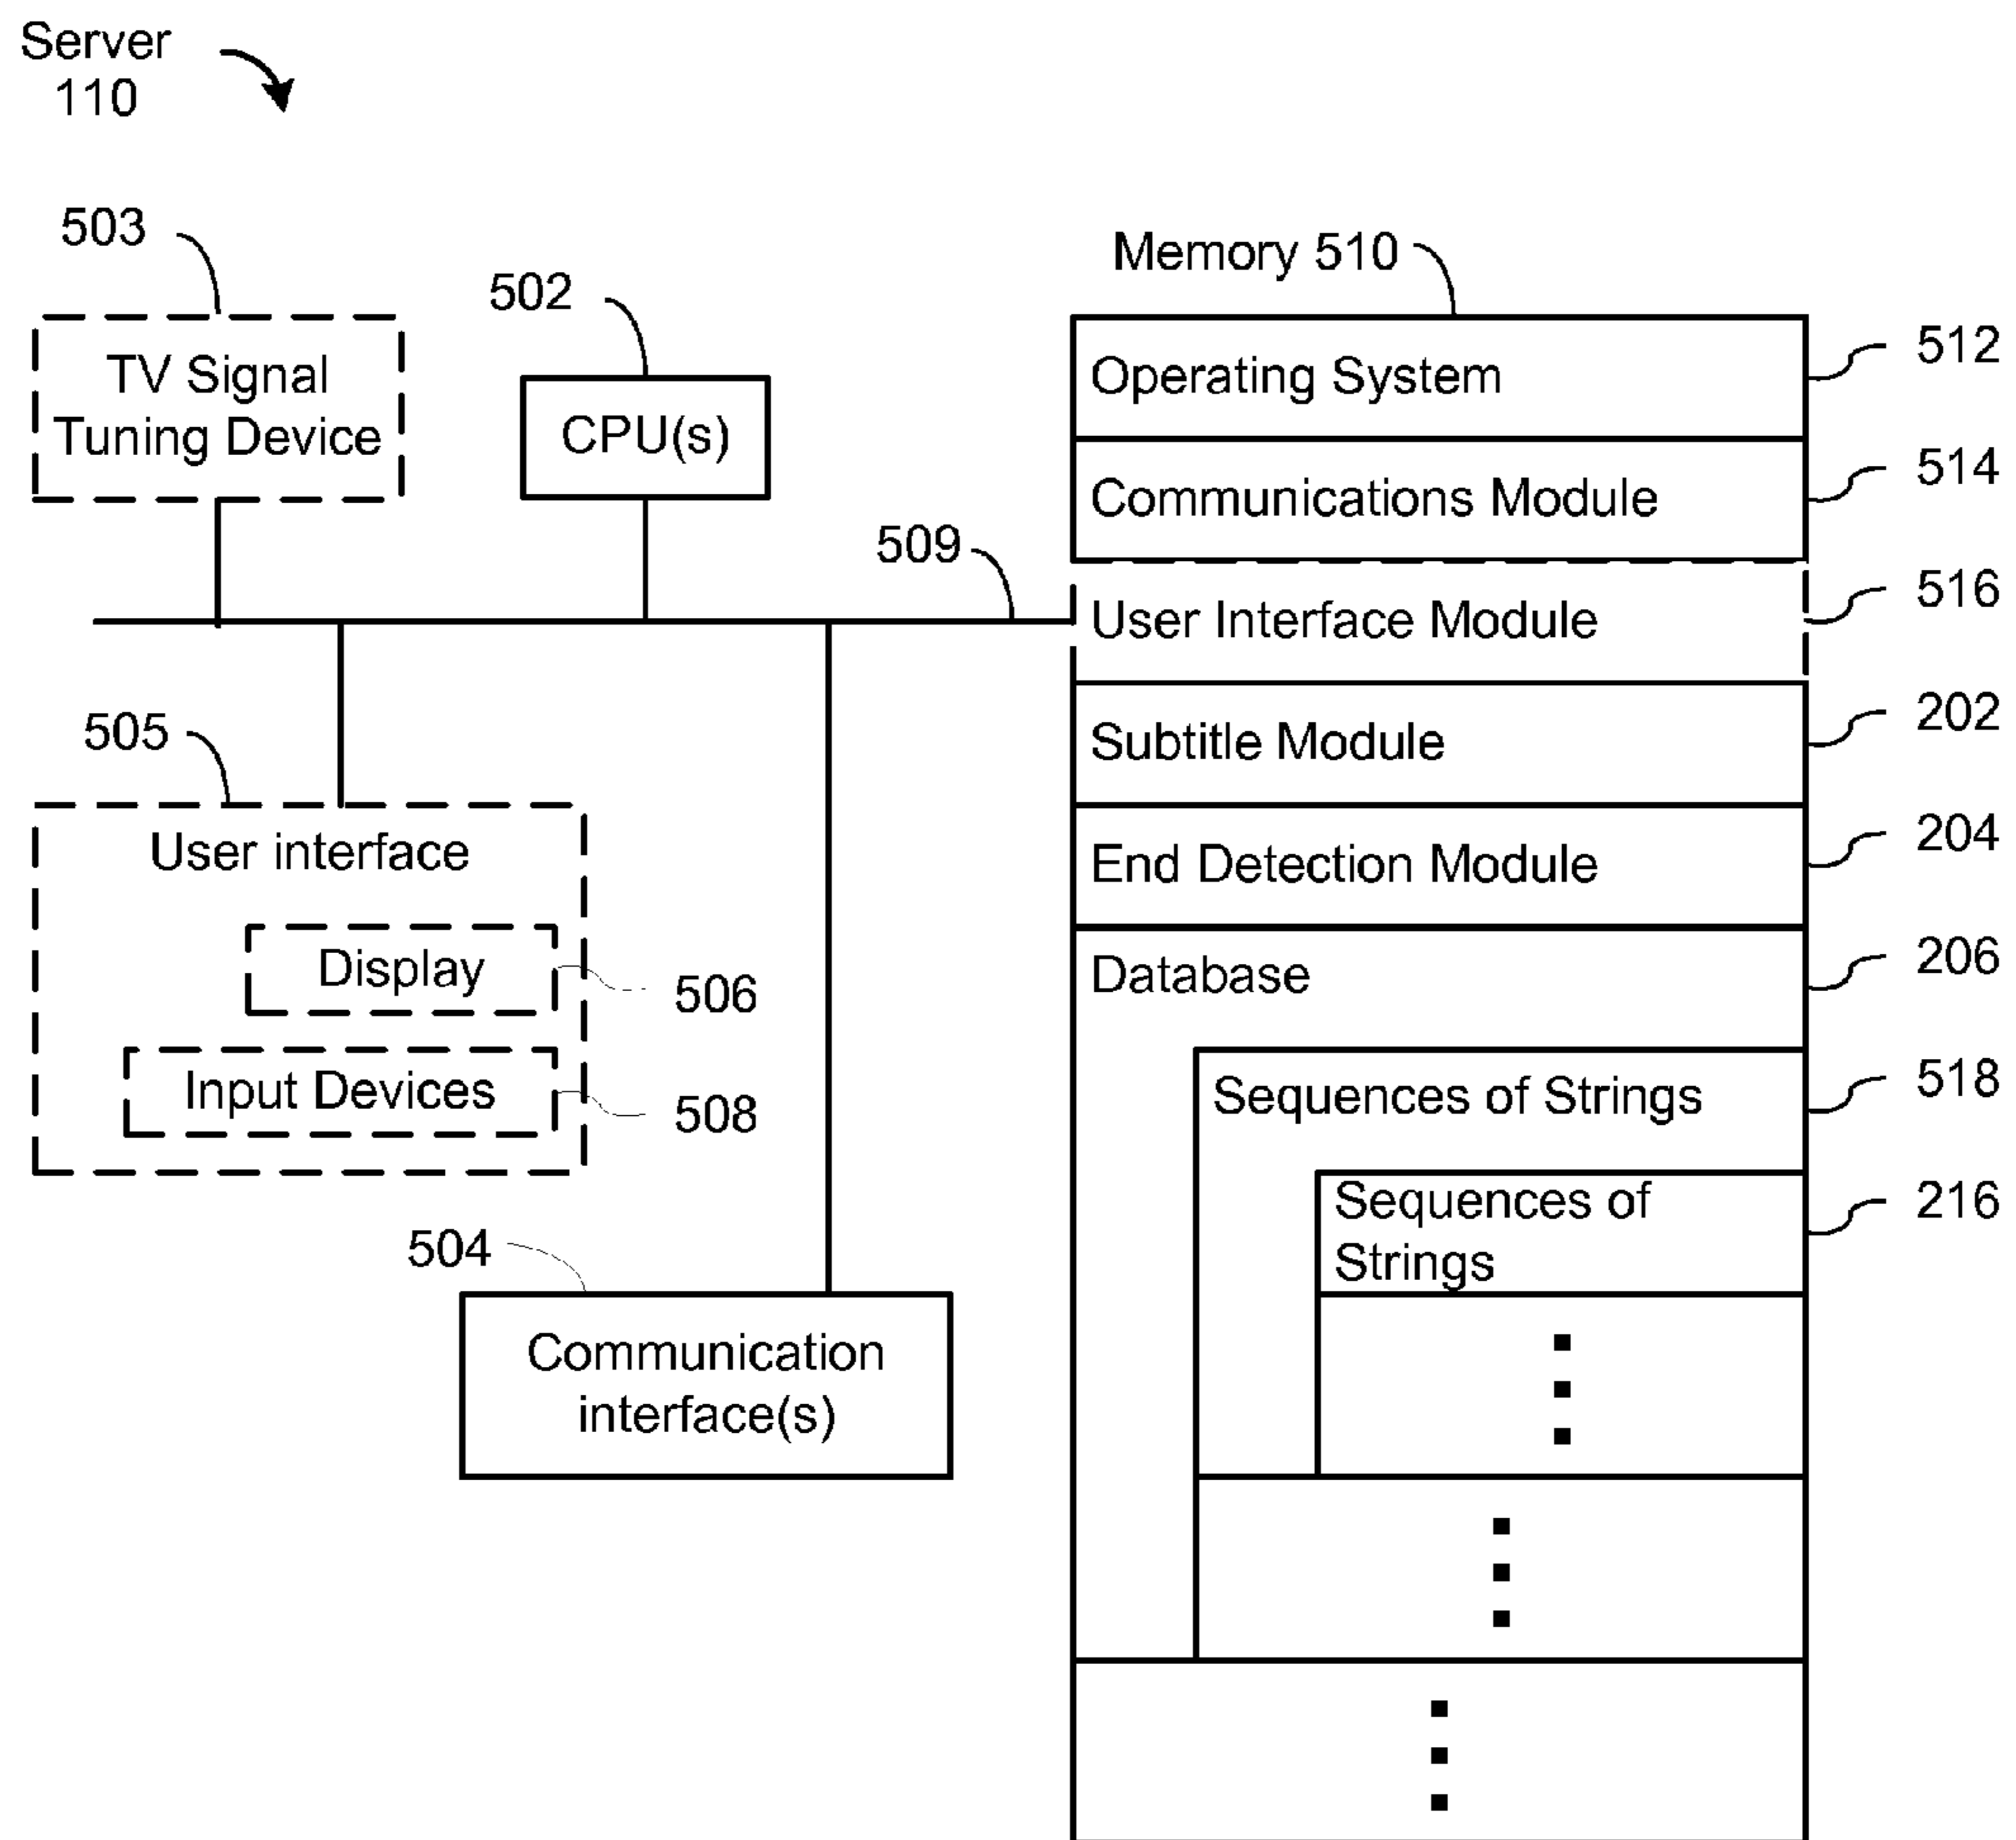 Server
110
503
TV Signal
Tuning Device
502
CPU(s)
509
505
User interface
Display
506
Input Devices
508
504
Communication
interface(s)
Memory 510
Operating System
512
Communications Module
514
User Interface Module
516
Subtitle Module
202
End Detection Module
204
Database
206
Sequences of Strings
518
Sequences of
Strings
216